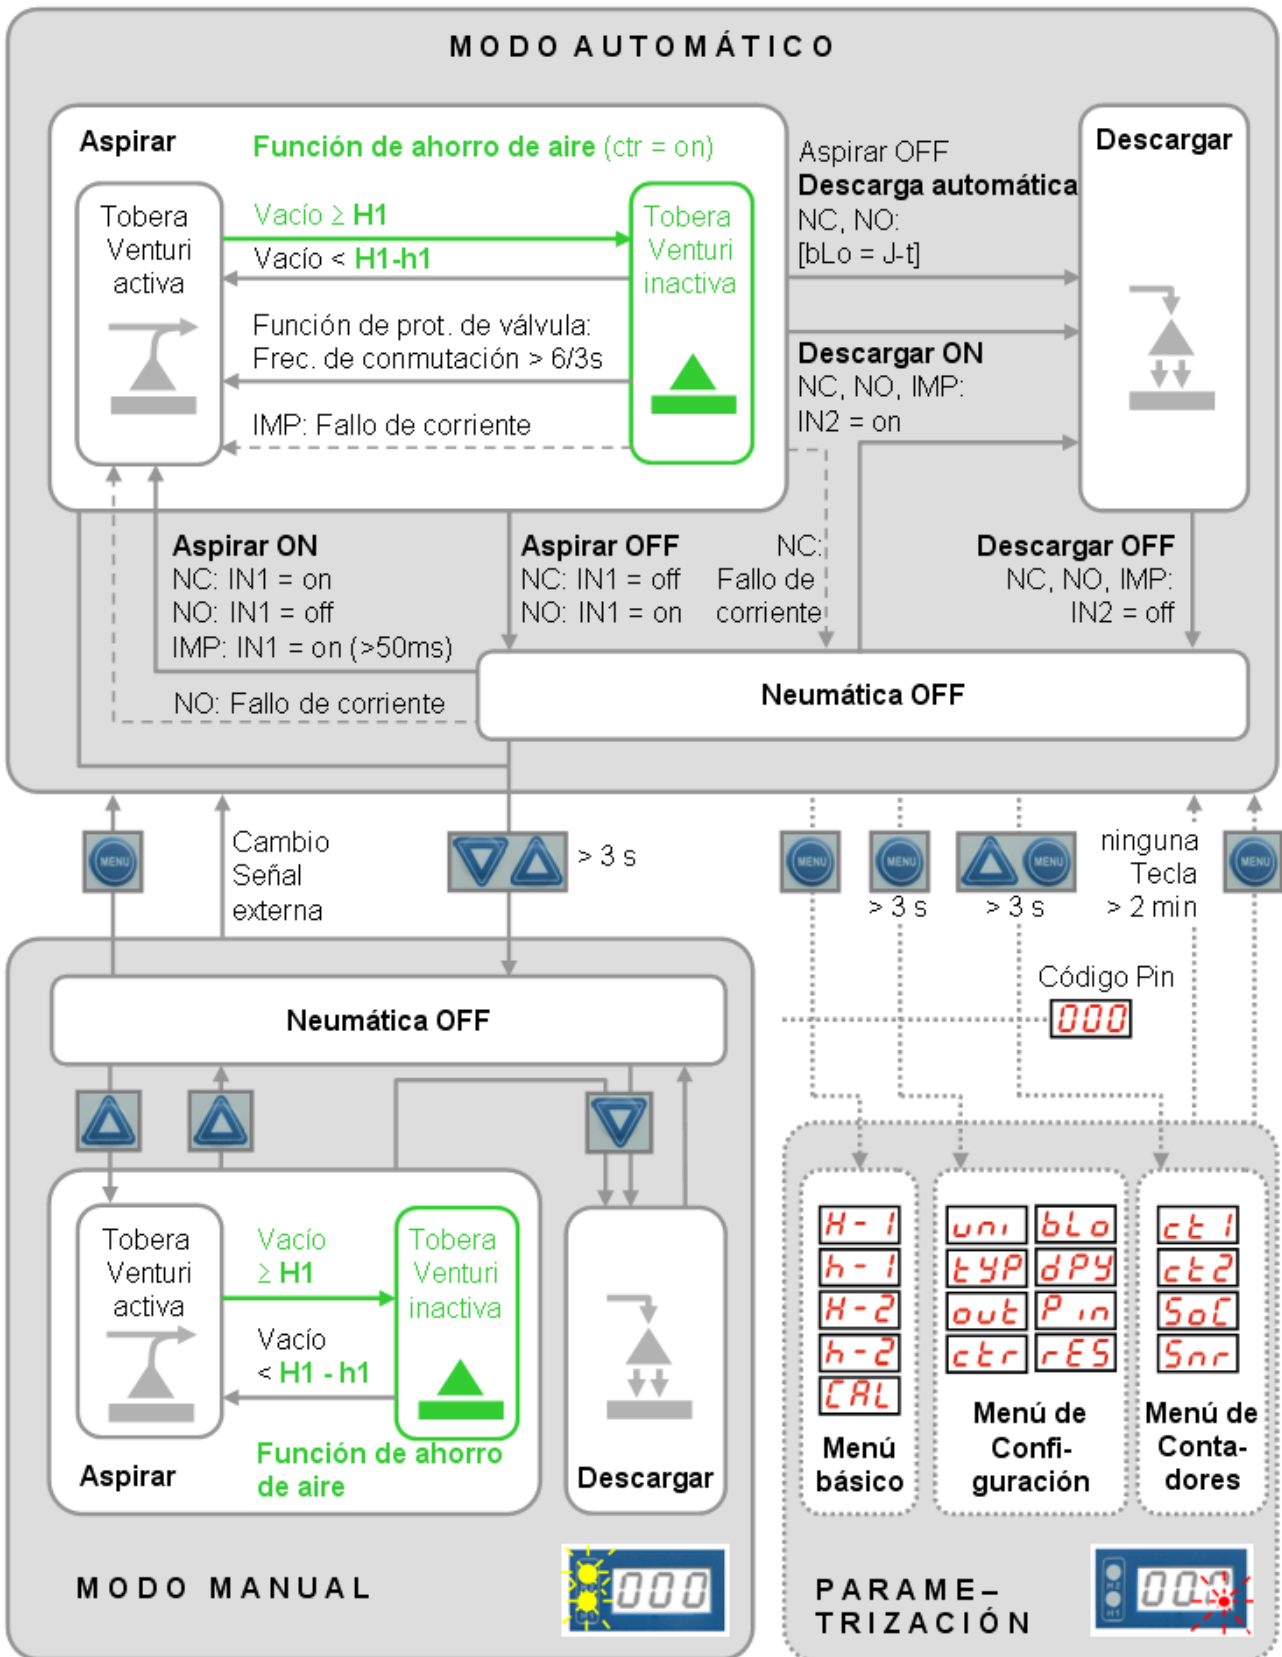 MODO AUTOMÁTICO
Aspirar
Función de ahorro de aire (ctr = on)
Tobera
Venturi
activa
Vacío ≥ H1
Vacío < H1-h1
Función de prot. de válvula:
Frec. de conmutación > 6/3s
IMP: Fallo de corriente
Tobera
Venturi
inactiva
Aspirar OFF
Descarga automática
NC, NO:
[bLo = J-t]
Descargar ON
NC, NO, IMP:
IN2 = on
Descargar
Aspirar ON
NC: IN1 = on
NO: IN1 = off
IMP: IN1 = on (>50ms)
NO: Fallo de corriente
Aspirar OFF
NC: IN1 = off
NO: IN1 = on
NC:
Fallo de
corriente
Descargar OFF
NC, NO, IMP:
IN2 = off
Neumática OFF
MENU
Cambio
Señal
externa
> 3 s
MENU
MENU
> 3 s
MENU
> 3 s
ninguna
Tecla
> 2 min
MENU
Código Pin
000
Neumática OFF
Tobera
Venturi
activa
Vacío
≥ H1
Vacío
< H1 - h1
Tobera
Venturi
inactiva
Función de ahorro
de aire
Aspirar
Descargar
MODO MANUAL
000
H-1
h-1
H-2
h-2
CAL
Menú
básico
uni
bLo
tYP
dPY
out
Pin
ctr
rES
Menú de
Confi-
guración
ct1
ct2
SoC
Snr
Menú de
Conta-
dores
PARAME–
TRIZACIÓN
H2
H1
000